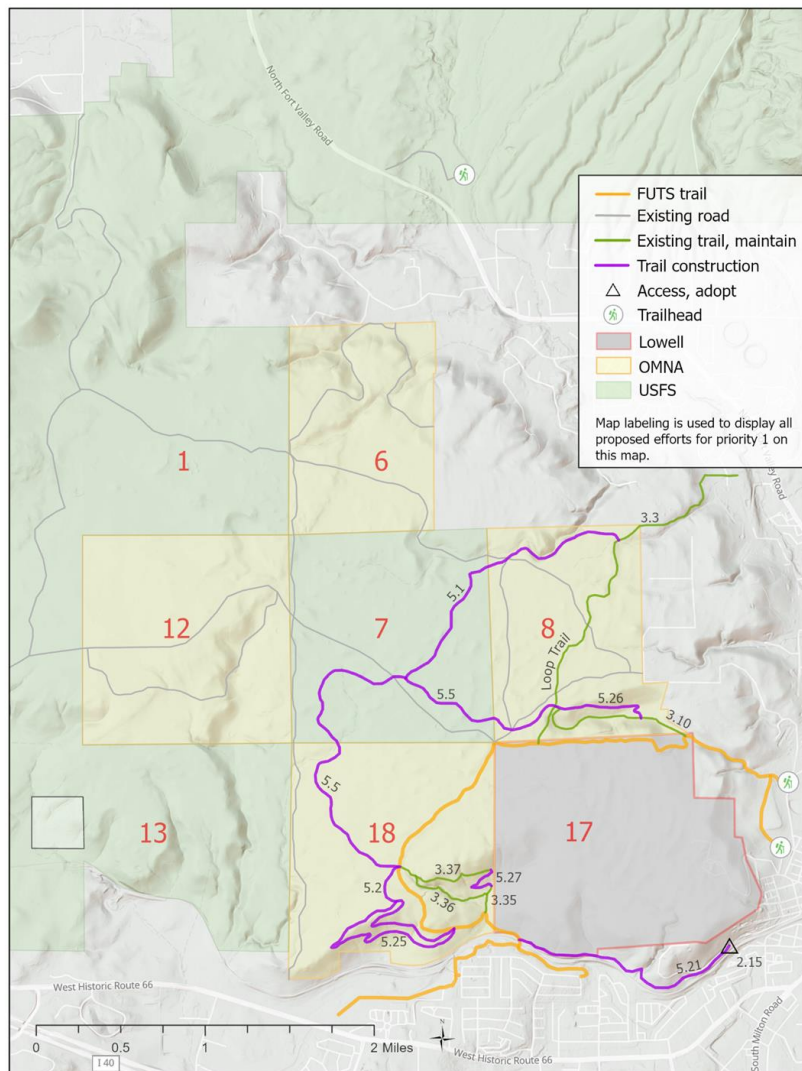 North Fort Valley Road
FUTS trail
Existing road
Existing trail, maintain
Trail construction
Access, adopt
Trailhead
Lowell
OMNA
USFS
Map labeling is used to display all
proposed efforts for priority 1 on
this map.
Valley Road
1
6
3.3
5.1
12
7
8
Loop Trail
5.5
5.26
3.10
5.5
13
18
17
3.37
5.27
5.2
3.36
3.35
5.25
5.21
2.15
West Historic Route 66
South Milton Road
N
0
0.5
1
2 Miles
West Historic Route 66
I 40